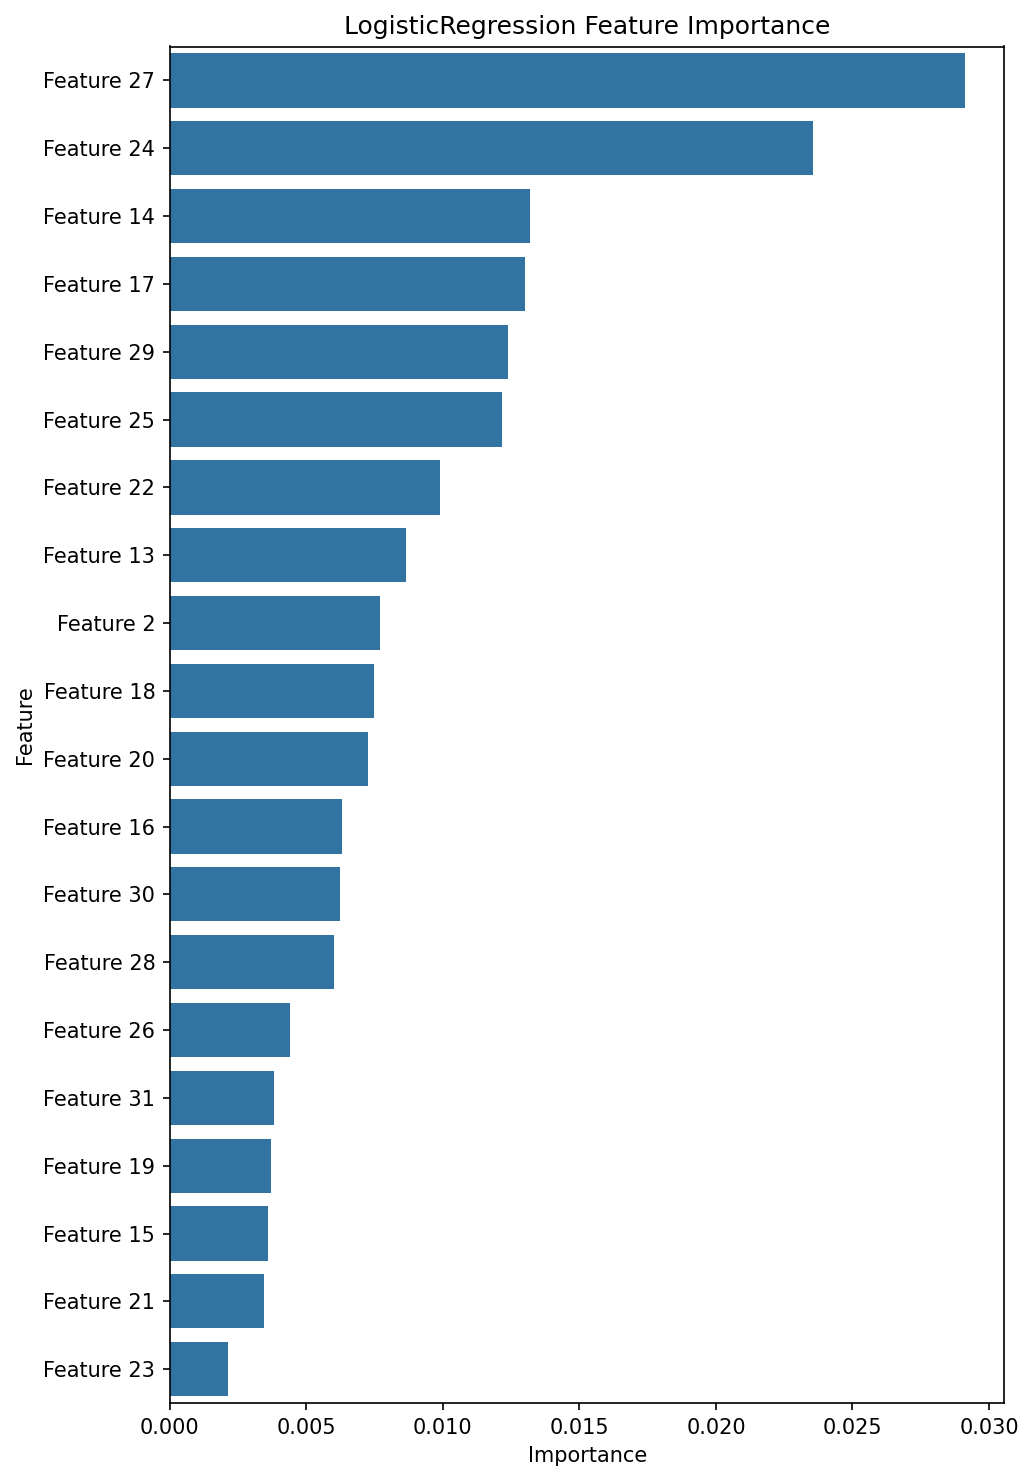 LogisticRegression Feature Importance
Feature 27
Feature 24
Feature 14
Feature 17
Feature 29
Feature 25
Feature 22
Feature 13
Feature 2
Feature 18
Feature 20
Feature 16
Feature 30
Feature 28
Feature 26
Feature 31
Feature 19
Feature 15
Feature 21
Feature 23
Feature
0.000 0.005 0.010 0.015 0.020 0.025 0.030
Importance